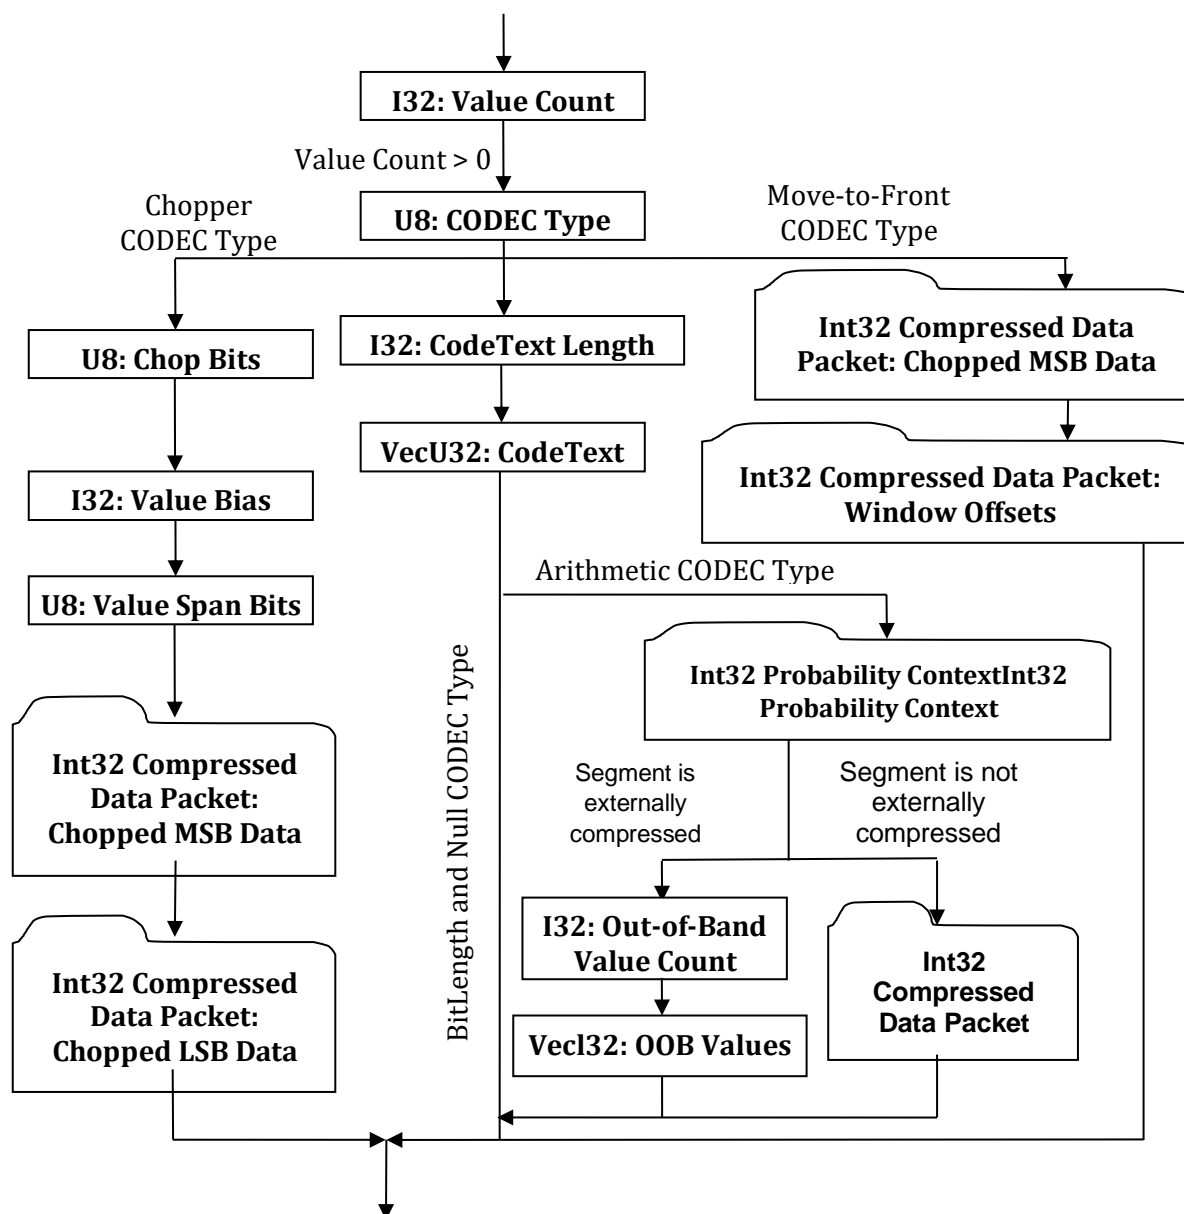 I32: Value Count
Value Count > 0
Chopper
CODEC Type
U8: CODEC Type
Move-to-Front
CODEC Type
U8: Chop Bits
I32: CodeText Length
Int32 Compressed Data
Packet: Chopped MSB Data
VecU32: CodeText
Int32 Compressed Data Packet:
Window Offsets
I32: Value Bias
U8: Value Span Bits
Arithmetic CODEC Type
Int32 Probability ContextInt32
Probability Context
BitLength and Null CODEC Type
Int32 Compressed
Data Packet:
Chopped MSB Data
Segment is
externally
compressed
Segment is not
externally
compressed
I32: Out-of-Band
Value Count
Int32
Compressed
Data Packet
Int32 Compressed
Data Packet:
Chopped LSB Data
Vecl32: OOB Values